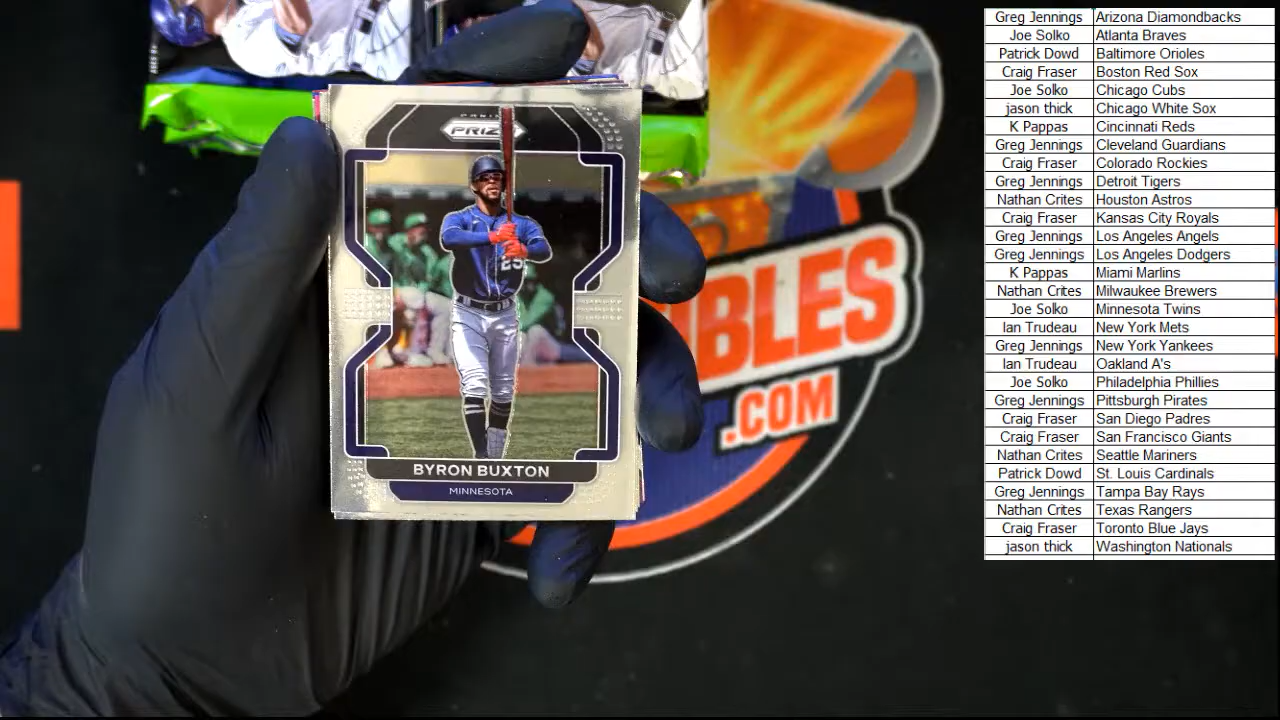 PANINI
PRIZM
25
BYRON BUXTON
MINNESOTA
IBLES
.COM
Greg Jennings Arizona Diamondbacks
Joe Solko Atlanta Braves
Patrick Dowd Baltimore Orioles
Craig Fraser Boston Red Sox
Joe Solko Chicago Cubs
jason thick Chicago White Sox
K Pappas Cincinnati Reds
Greg Jennings Cleveland Guardians
Craig Fraser Colorado Rockies
Greg Jennings Detroit Tigers
Nathan Crites Houston Astros
Craig Fraser Kansas City Royals
Greg Jennings Los Angeles Angels
Greg Jennings Los Angeles Dodgers
K Pappas Miami Marlins
Nathan Crites Milwaukee Brewers
Joe Solko Minnesota Twins
Ian Trudeau New York Mets
Greg Jennings New York Yankees
Ian Trudeau Oakland A's
Joe Solko Philadelphia Phillies
Greg Jennings Pittsburgh Pirates
Craig Fraser San Diego Padres
Craig Fraser San Francisco Giants
Nathan Crites Seattle Mariners
Patrick Dowd St. Louis Cardinals
Greg Jennings Tampa Bay Rays
Nathan Crites Texas Rangers
Craig Fraser Toronto Blue Jays
jason thick Washington Nationals